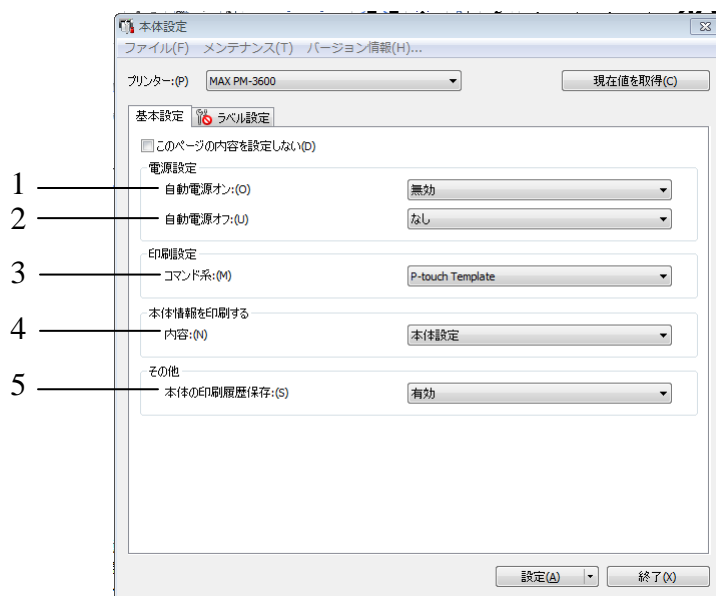 本体設定
ファイル(F) メンテナンス(T) バージョン情報(H)...
プリンター:(P) MAX PM-3600 現在値を取得(C)
基本設定 ラベル設定
このページの内容を設定しない(D)
電源設定
1 自動電源オン:(O) 無効
2 自動電源オフ:(U) なし
印刷設定
3 コマンド系:(M) P-touch Template
本体情報を印刷する
4 内容:(N) 本体設定
その他
5 本体の印刷履歴保存:(S) 有効
設定(A) 終了(X)